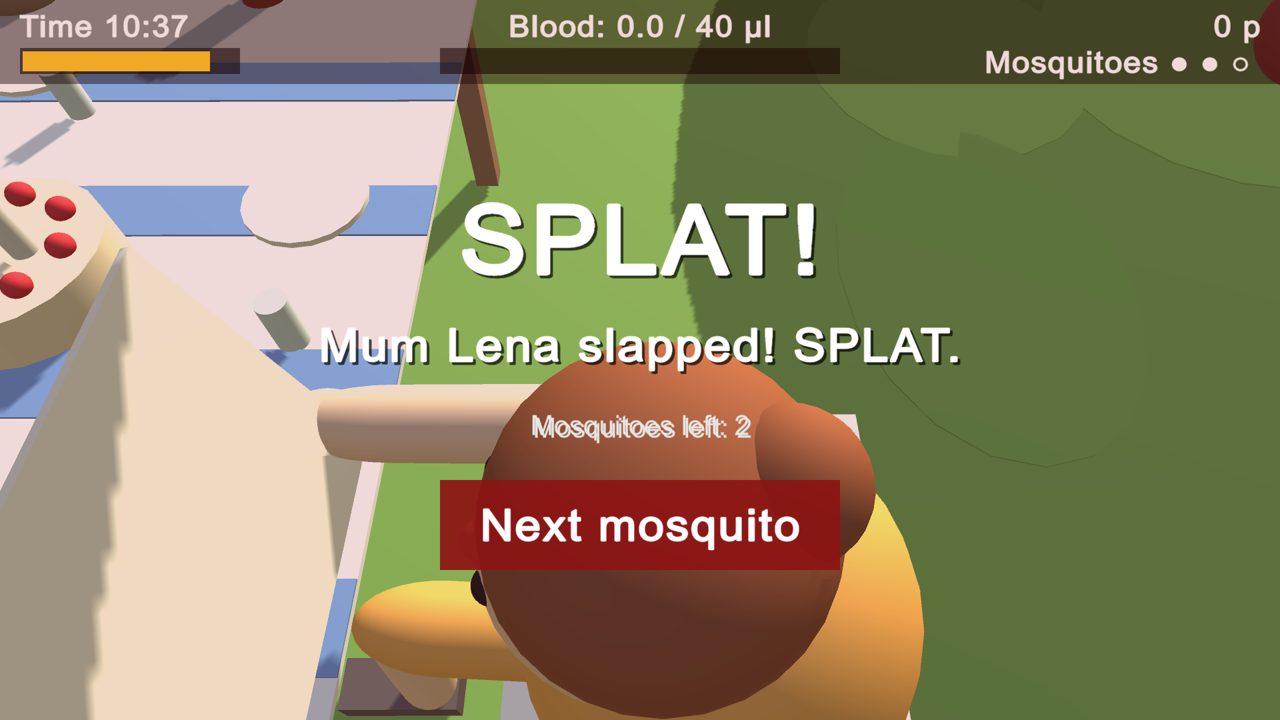 Time 10:37
Blood: 0.0 / 40 µl
0 p
Mosquitoes
SPLAT!
Mum Lena slapped! SPLAT.
Mosquitoes left: 2
Next mosquito